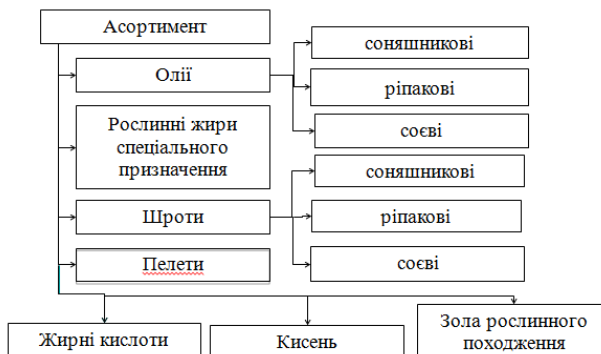 Асортимент
Олії
соняшникові
ріпакові
соєві
Рослинні жири
спеціального
призначення
Шроти
соняшникові
ріпакові
соєві
Пелети
Жирні кислоти
Кисень
Зола рослинного
походження